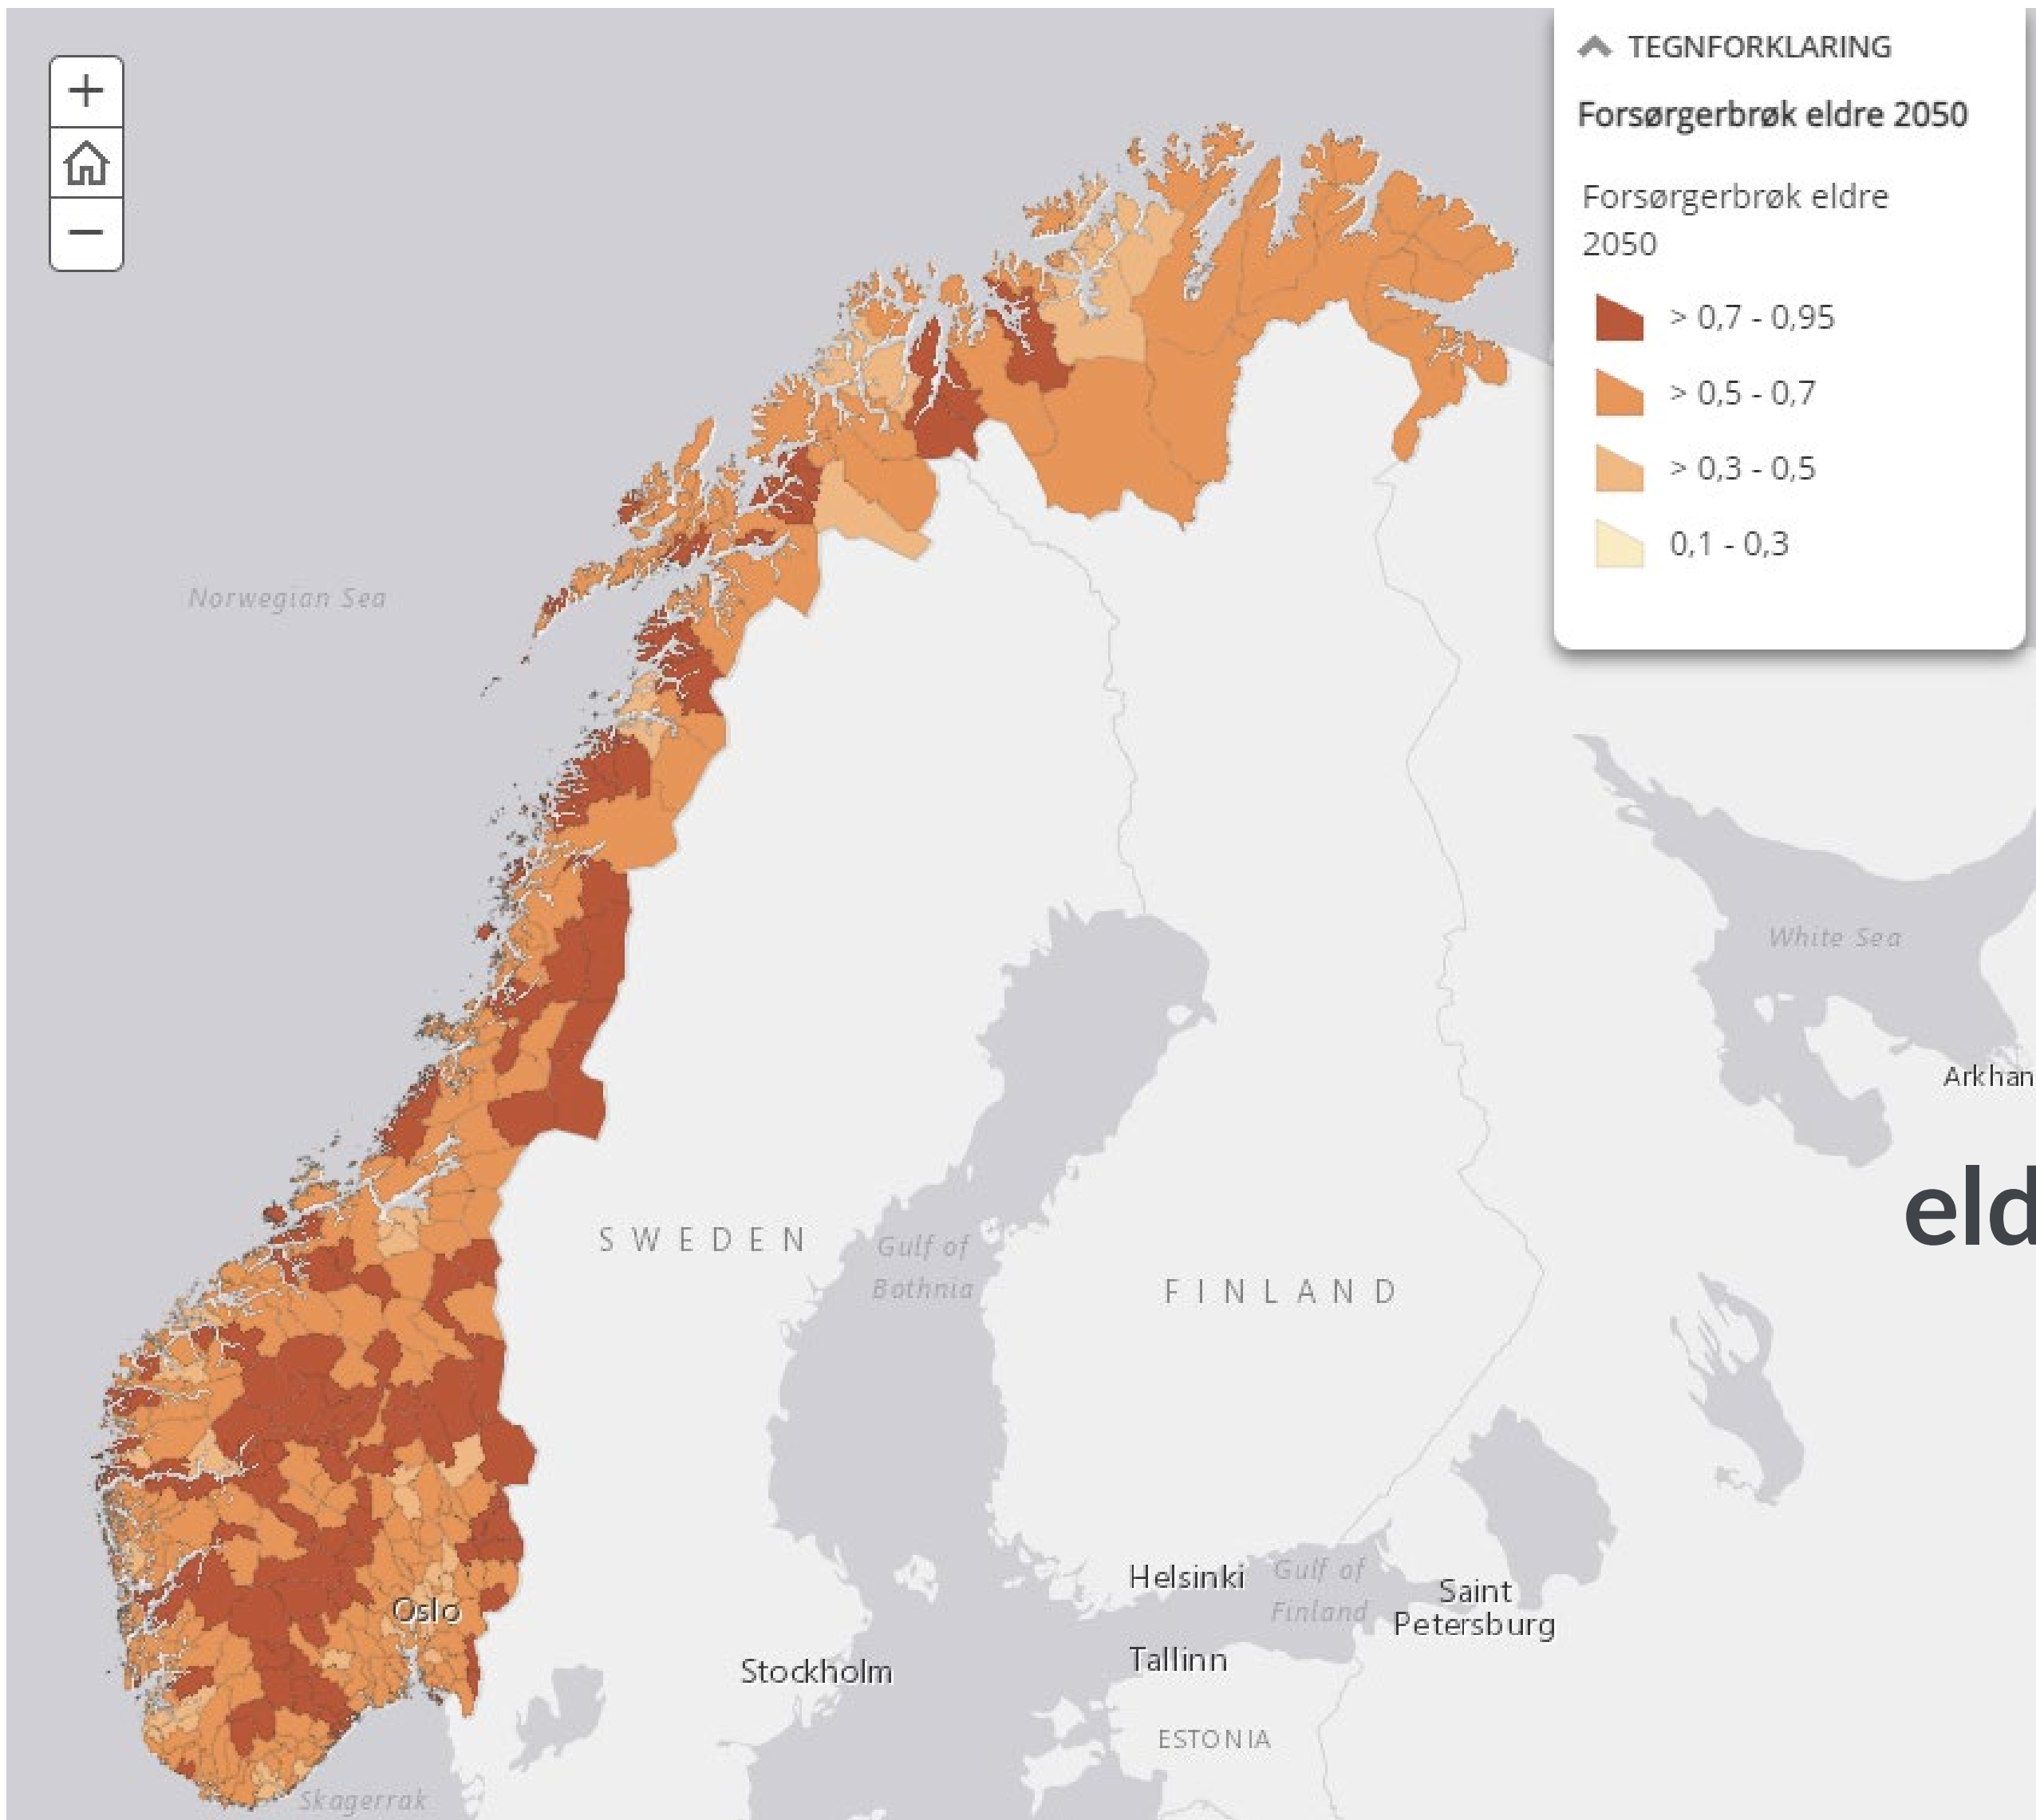 +
−
TEGNFORKLARING
Forsørgerbrøk eldre 2050
Forsørgerbrøk eldre
2050
> 0,7 - 0,95
> 0,5 - 0,7
> 0,3 - 0,5
0,1 - 0,3
Norwegian Sea
White Sea
Arkhan
eld
SWEDEN
Gulf of
Bothnia
FINLAND
Helsinki
Gulf of
Finland
Saint
Petersburg
Oslo
Stockholm
Tallinn
ESTONIA
Skagerrak